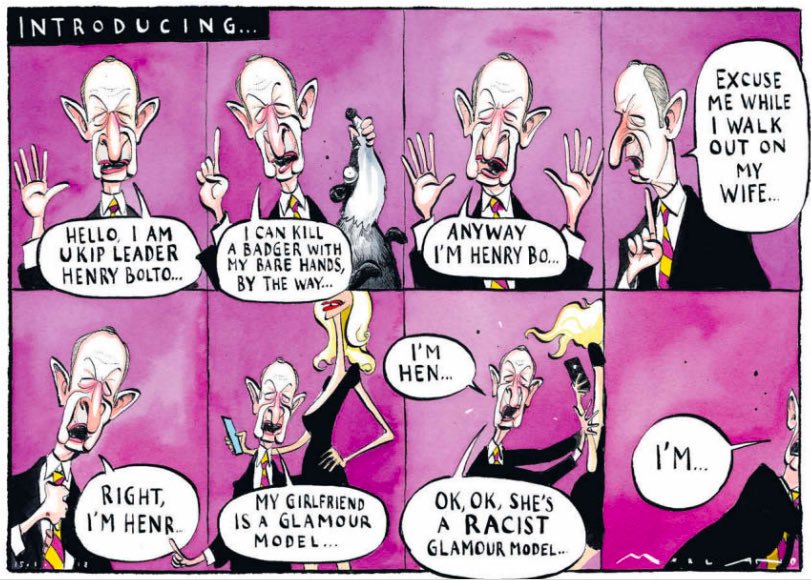 INTRODUCING...
HELLO, I AM
UKIP LEADER
HENRY BOLTO...
I CAN KILL
A BADGER WITH
MY BARE HANDS,
BY THE WAY...
ANYWAY
I'M HENRY BO...
EXCUSE
ME WHILE
I WALK
OUT ON
MY
WIFE...
RIGHT,
I'M HENR..
MY GIRLFRIEND
IS A GLAMOUR
MODEL...
I'M
HEN...
OK, OK, SHE'S
A RACIST
GLAMOUR MODEL...
I'M...
MORLAND